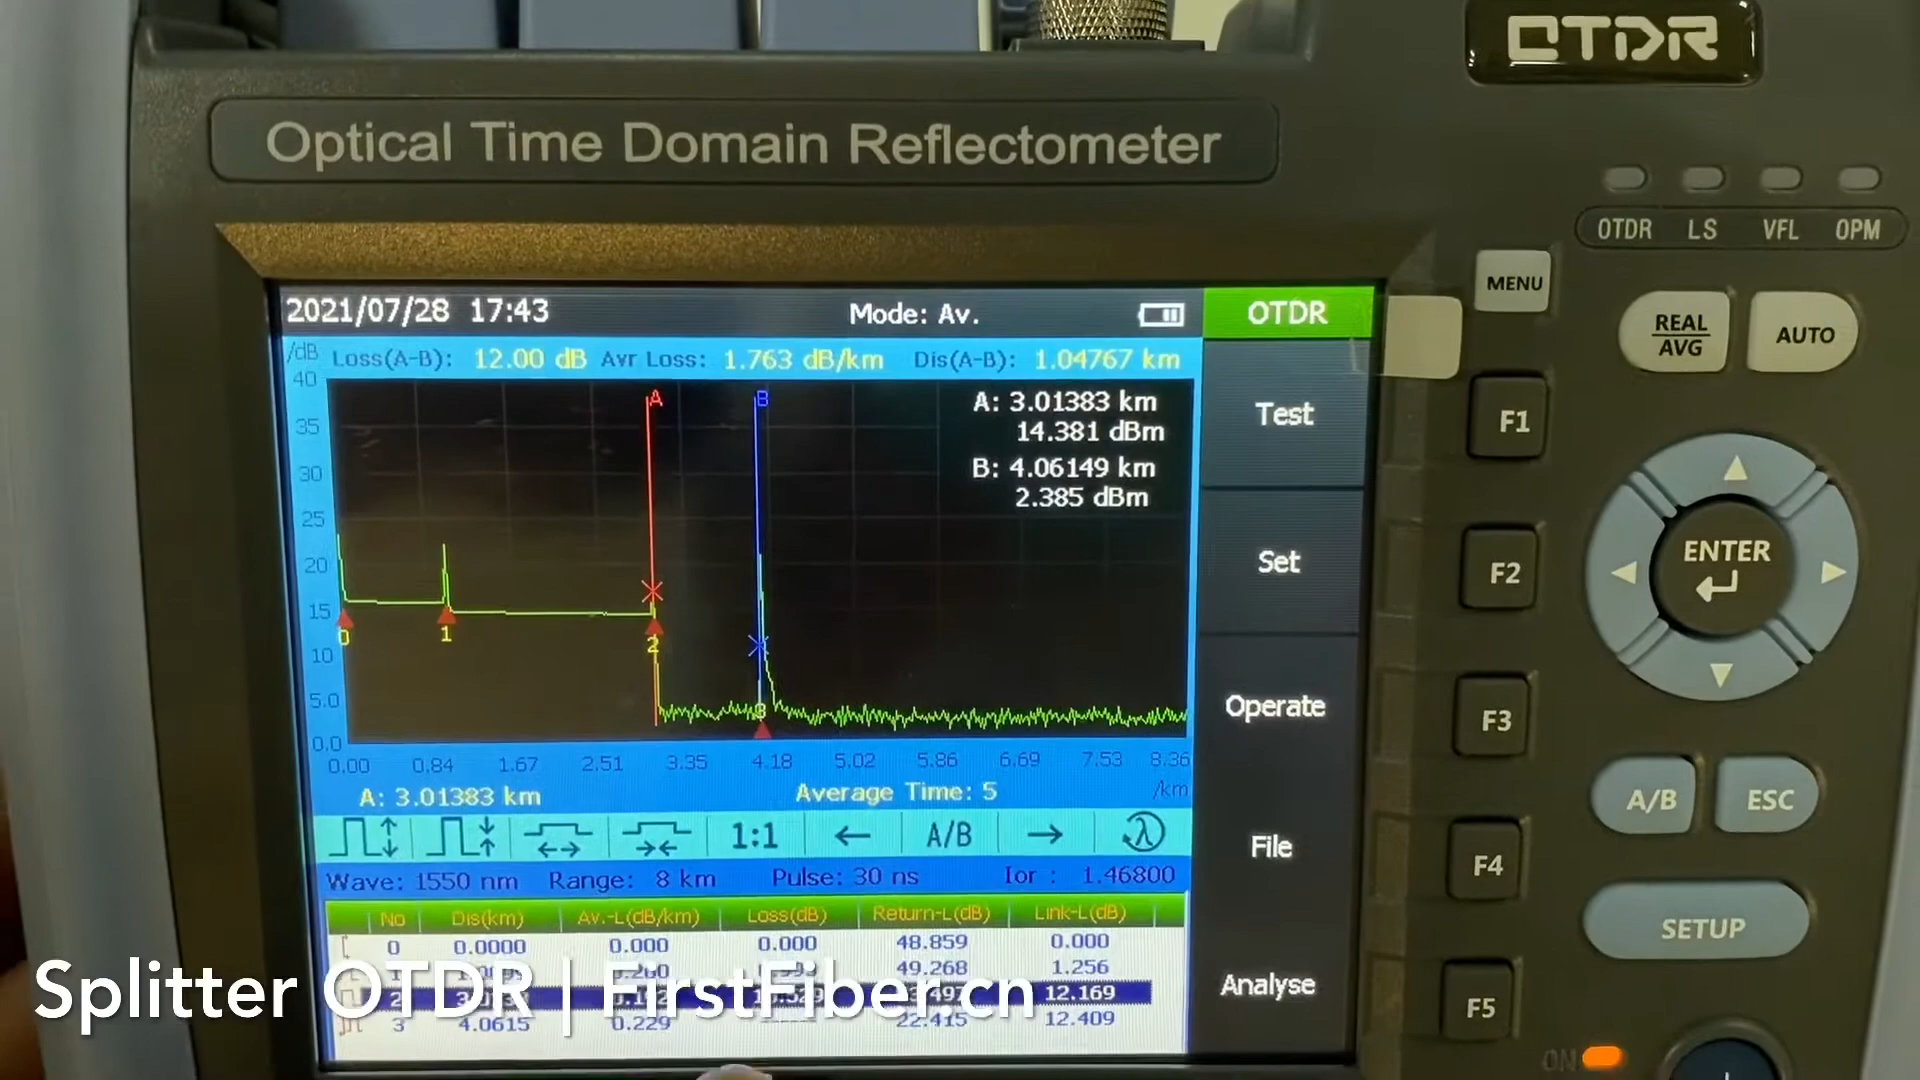 OTDR
Optical Time Domain Reflectometer
OTDR LS VFL OPM
MENU
REAL
AVG
AUTO
2021/07/28 17:43
Mode: Av.
OTDR
/dB
Loss(A-B): 12.00 dB Avr Loss: 1.763 dB/km Dis(A-B): 1.04767 km
40
35
30
25
20
15
10
5.0
0.0
A
B
A: 3.01383 km
14.381 dBm
B: 4.06149 km
2.385 dBm
0
1
2
3
0.00 0.84 1.67 2.51 3.35 4.18 5.02 5.86 6.69 7.53 8.36
/km
A: 3.01383 km
Average Time: 5
1:1
A/B
λ
Wave: 1550 nm Range: 8 km Pulse: 30 ns Ior : 1.46800
No Dis(km) Av.-L(dB/km) Loss(dB) Return-L(dB) Link-L(dB)
0 0.0000 0.000 0.000 48.859 0.000
49.268 1.256
2 12.169
3 4.0615 0.229 22.415 12.409
Test
Set
Operate
File
Analyse
F1
F2
F3
F4
F5
ENTER
A/B
ESC
SETUP
ON
Splitter OTDR | FirstFiber.cn